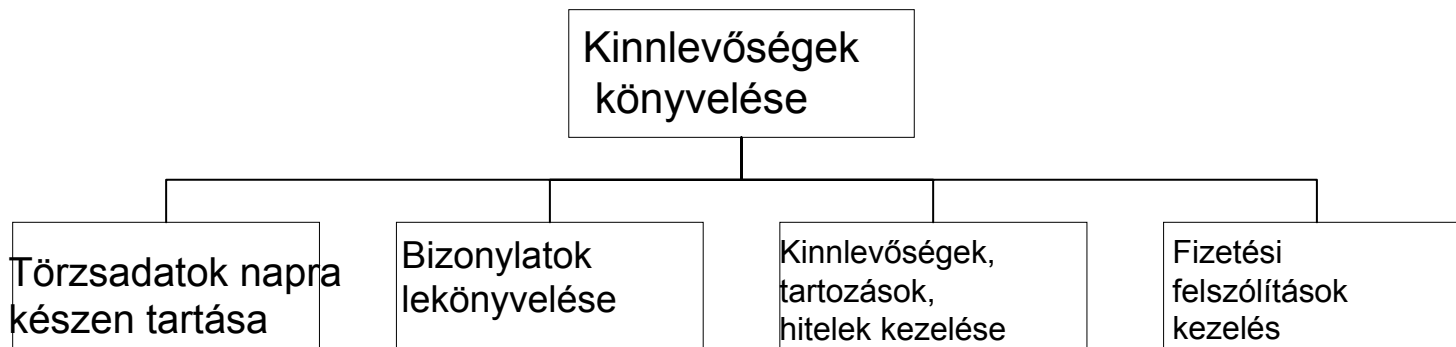 Kinnlevőségek
könyvelése
Törzsadatok napra
készen tartása
Bizonylatok
lekönyvelése
Kinnlevőségek,
tartozások,
hitelek kezelése
Fizetési
felszólítások
kezelés